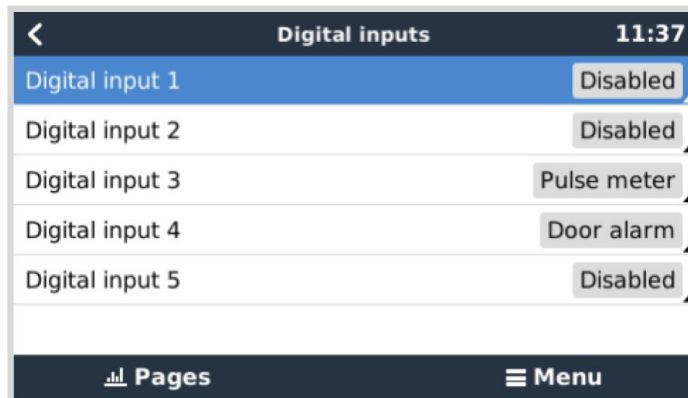 Digital inputs 11:37
Digital input 1 Disabled
Digital input 2 Disabled
Digital input 3 Pulse meter
Digital input 4 Door alarm
Digital input 5 Disabled
Pages Menu